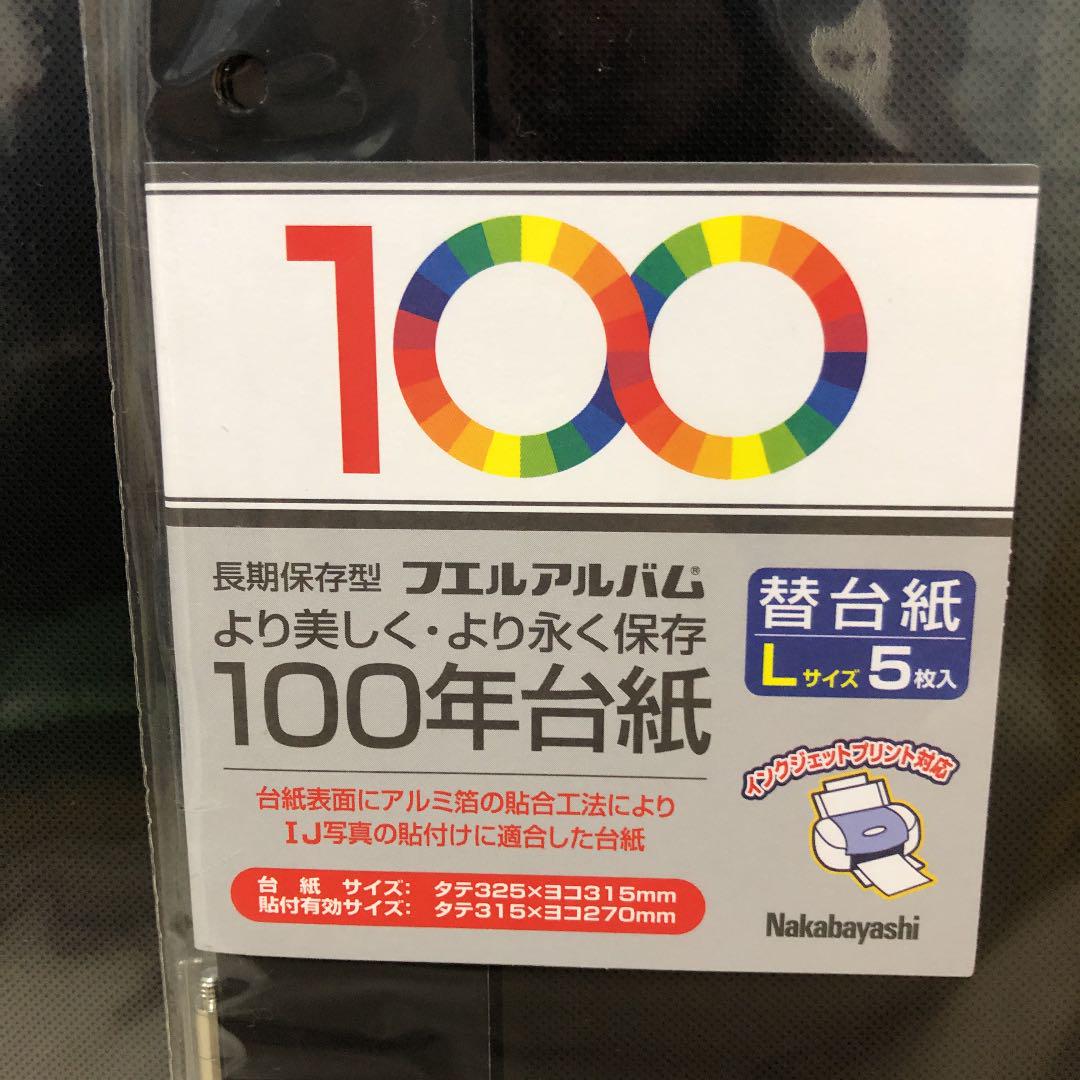 100
長期保存型 フエルアルバム®
より美しく・より永く保存
100年台紙
替台紙
Lサイズ 5枚入
台紙表面にアルミ箔の貼合工法により
IJ写真の貼付けに適合した台紙
インクジェットプリント対応
台 紙 サイズ: タテ325×ヨコ315mm
貼付有効サイズ: タテ315×ヨコ270mm
Nakabayashi